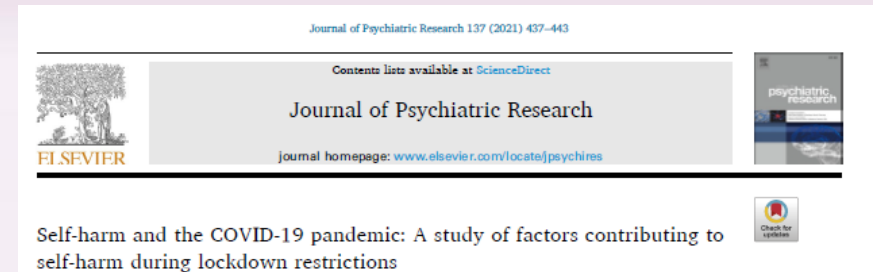 Journal of Psychiatric Research 137 (2021) 437–443
Contents lists available at ScienceDirect
Journal of Psychiatric Research
journal homepage: www.elsevier.com/locate/jpsychires
ELSEVIER
psychiatric
research
Check for
updates
Self-harm and the COVID-19 pandemic: A study of factors contributing to
self-harm during lockdown restrictions